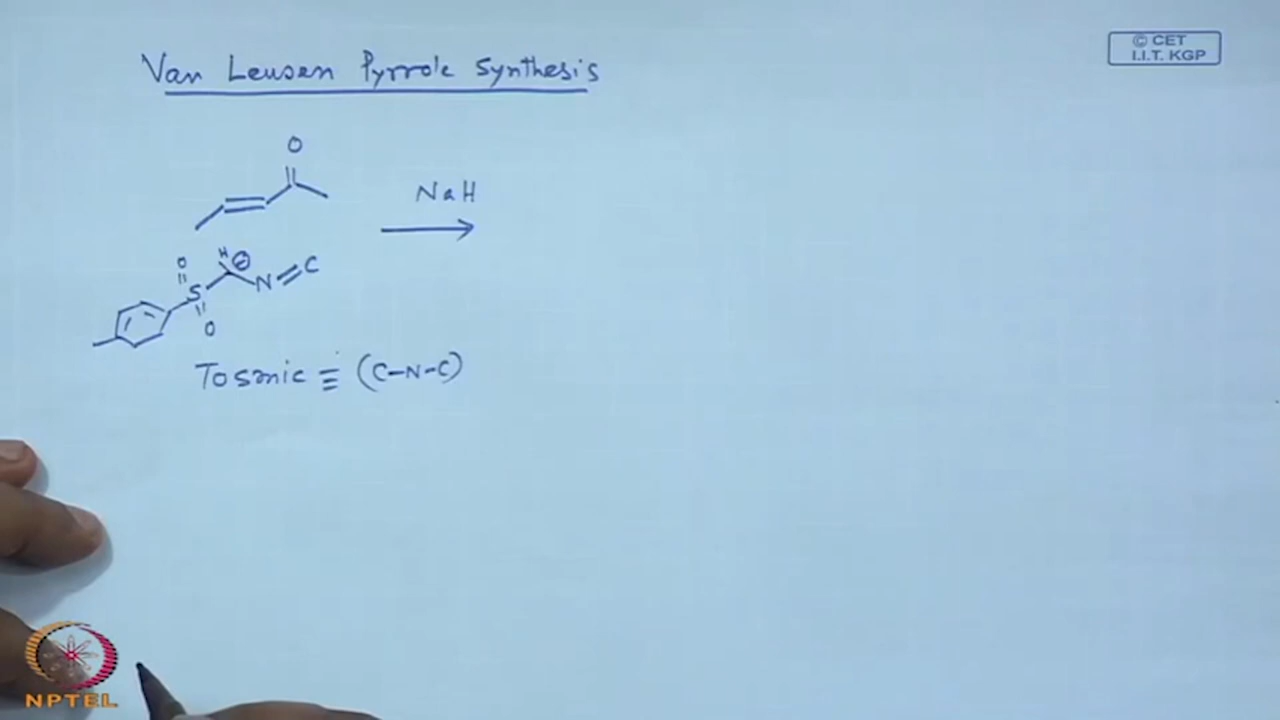 Van Leusen Pyrrole Synthesis
© CET
I.I.T. KGP
O
NaH
H
⊖
O
S
N
C
O
Tosmic ≡ (C-N-C)
NPTEL